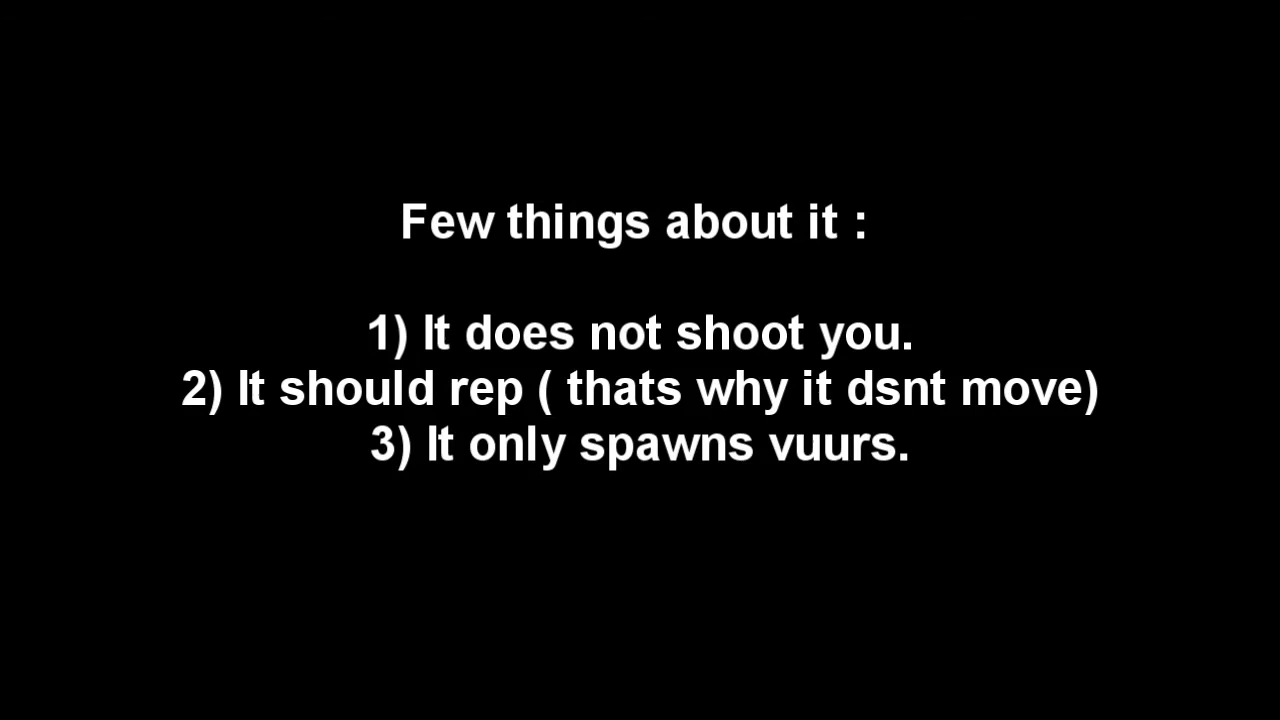 Few things about it :
1) It does not shoot you.
2) It should rep ( thats why it dsnt move)
3) It only spawns vuurs.